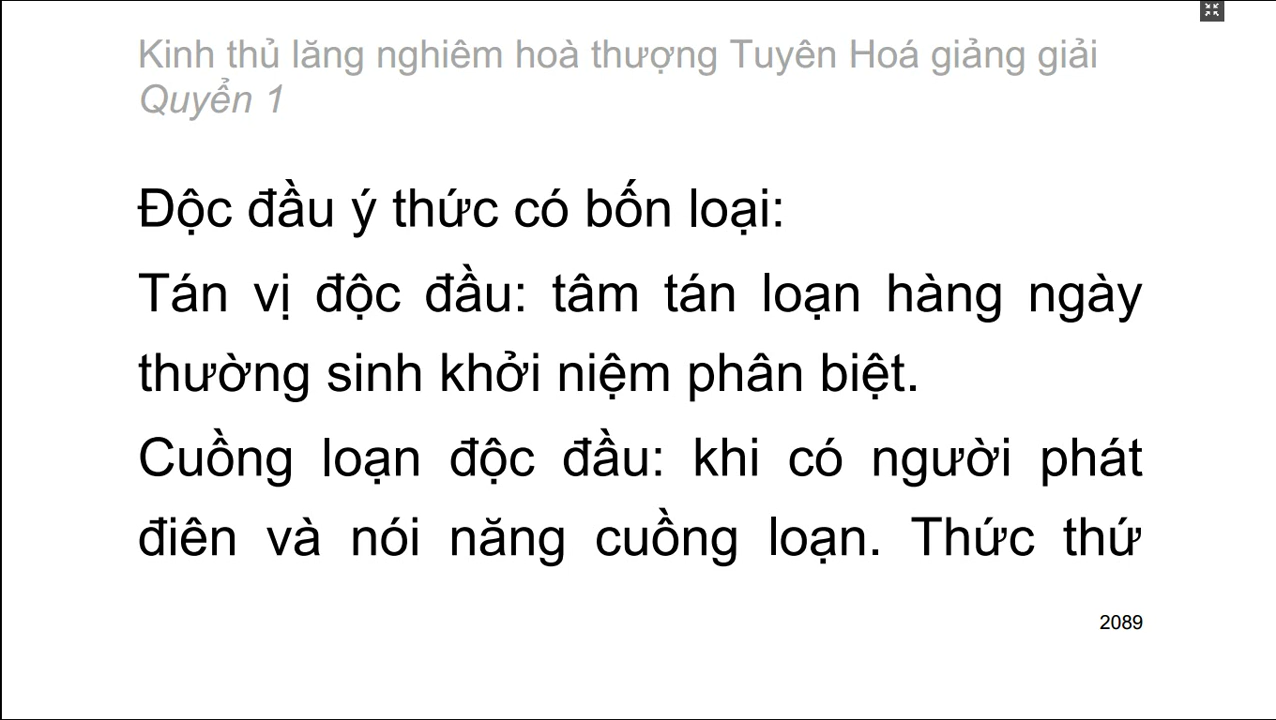 Kinh thủ lăng nghiêm hoà thượng Tuyên Hoá giảng giải
Quyển 1
Độc đầu ý thức có bốn loại:
Tán vị độc đầu: tâm tán loạn hàng ngày
thường sinh khởi niệm phân biệt.
Cuồng loạn độc đầu: khi có người phát
điên và nói năng cuồng loạn. Thức thứ
2089